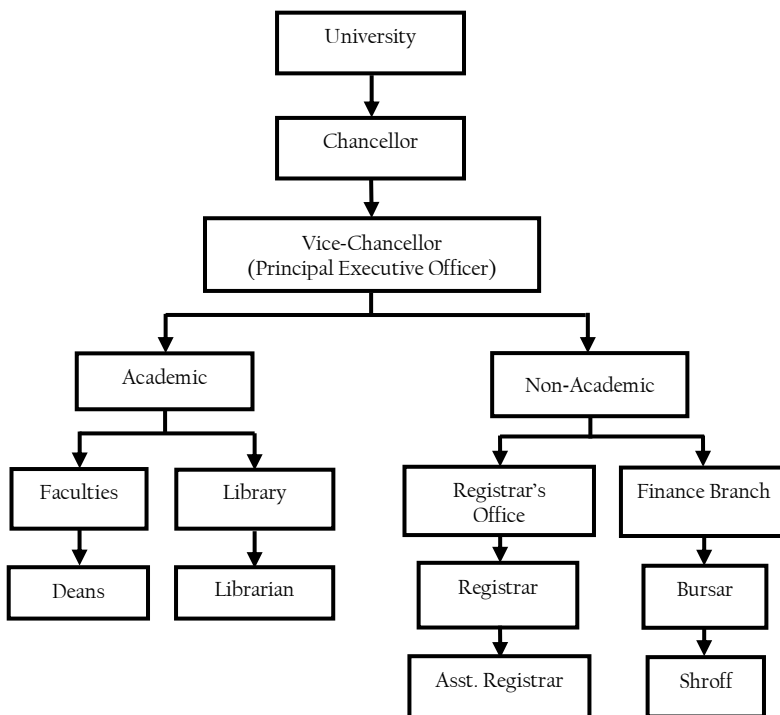 University
Chancellor
Vice-Chancellor
(Principal Executive Officer)
Academic
Non-Academic
Faculties
Library
Registrar’s
Office
Finance Branch
Deans
Librarian
Registrar
Bursar
Asst. Registrar
Shroff